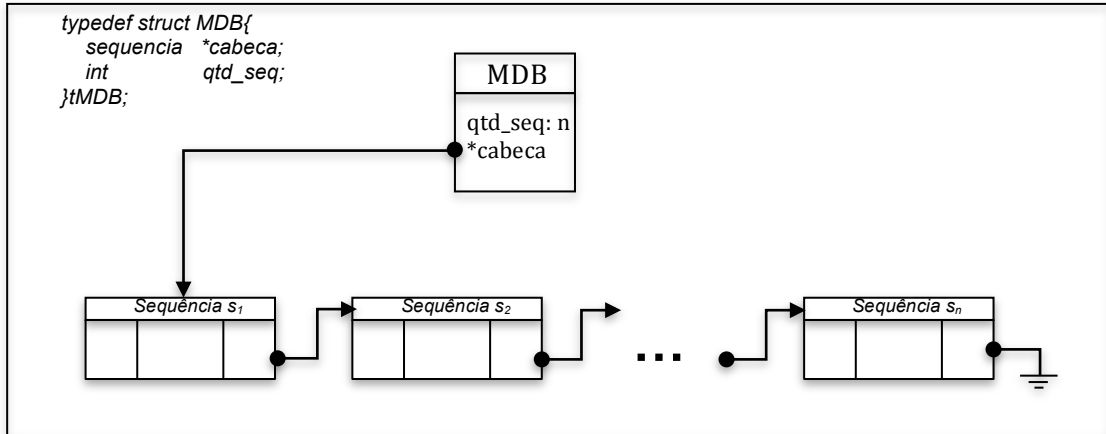 typedef struct MDB{
sequencia *cabeca;
int qtd_seq;
}tMDB;
MDB
qtd_seq: n
*cabeca
Sequência s1
Sequência s2
...
Sequência sn